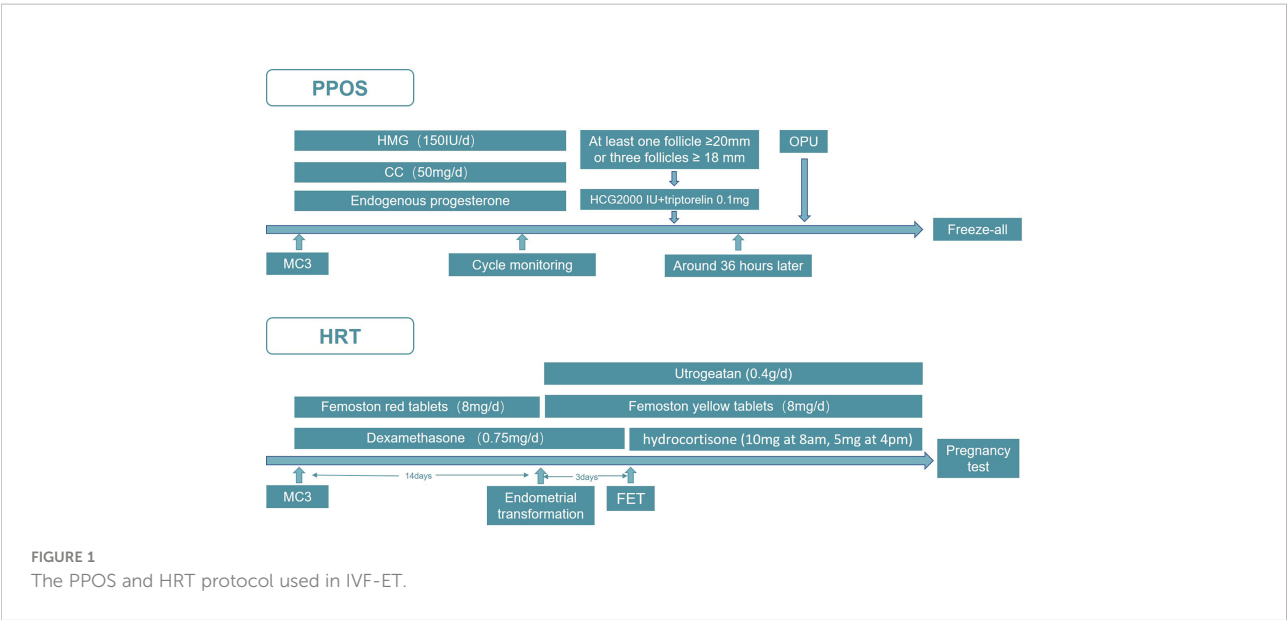 PPOS
HMG（150IU/d）
CC（50mg/d）
Endogenous progesterone
At least one follicle ≥20mm
or three follicles ≥ 18 mm
HCG2000 IU+triptorelin 0.1mg
OPU
Freeze-all
MC3
Cycle monitoring
Around 36 hours later
HRT
Utrogeatan (0.4g/d)
Femoston red tablets（8mg/d）
Femoston yellow tablets（8mg/d）
Dexamethasone （0.75mg/d）
hydrocortisone (10mg at 8am, 5mg at 4pm)
Pregnancy
test
14days
3days
MC3
Endometrial
transformation
FET
FIGURE 1
The PPOS and HRT protocol used in IVF-ET.